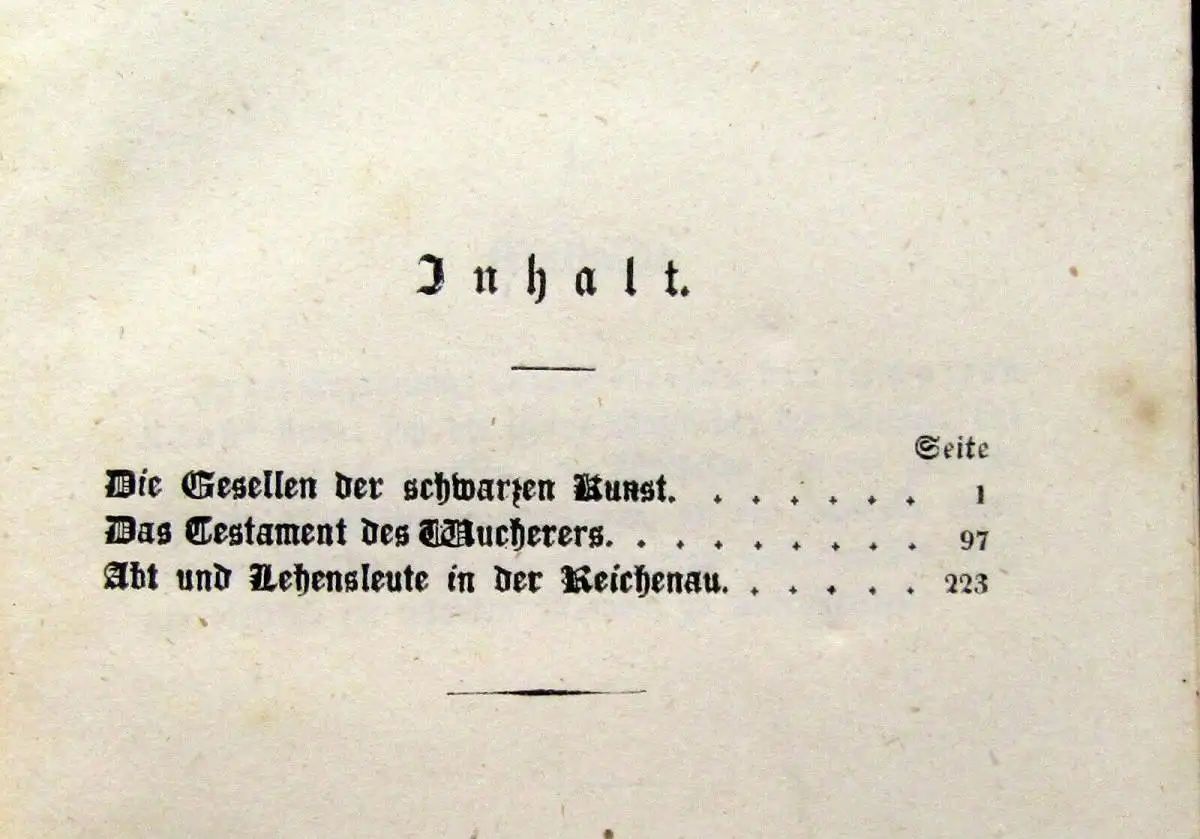 Inhalt.
Seite
Die Gesellen der schwarzen Kunst. . . . . . . 1
Das Testament des Wucherers. . . . . . . . . 97
Abt und Lehensleute in der Reichenau. . . . . . 223